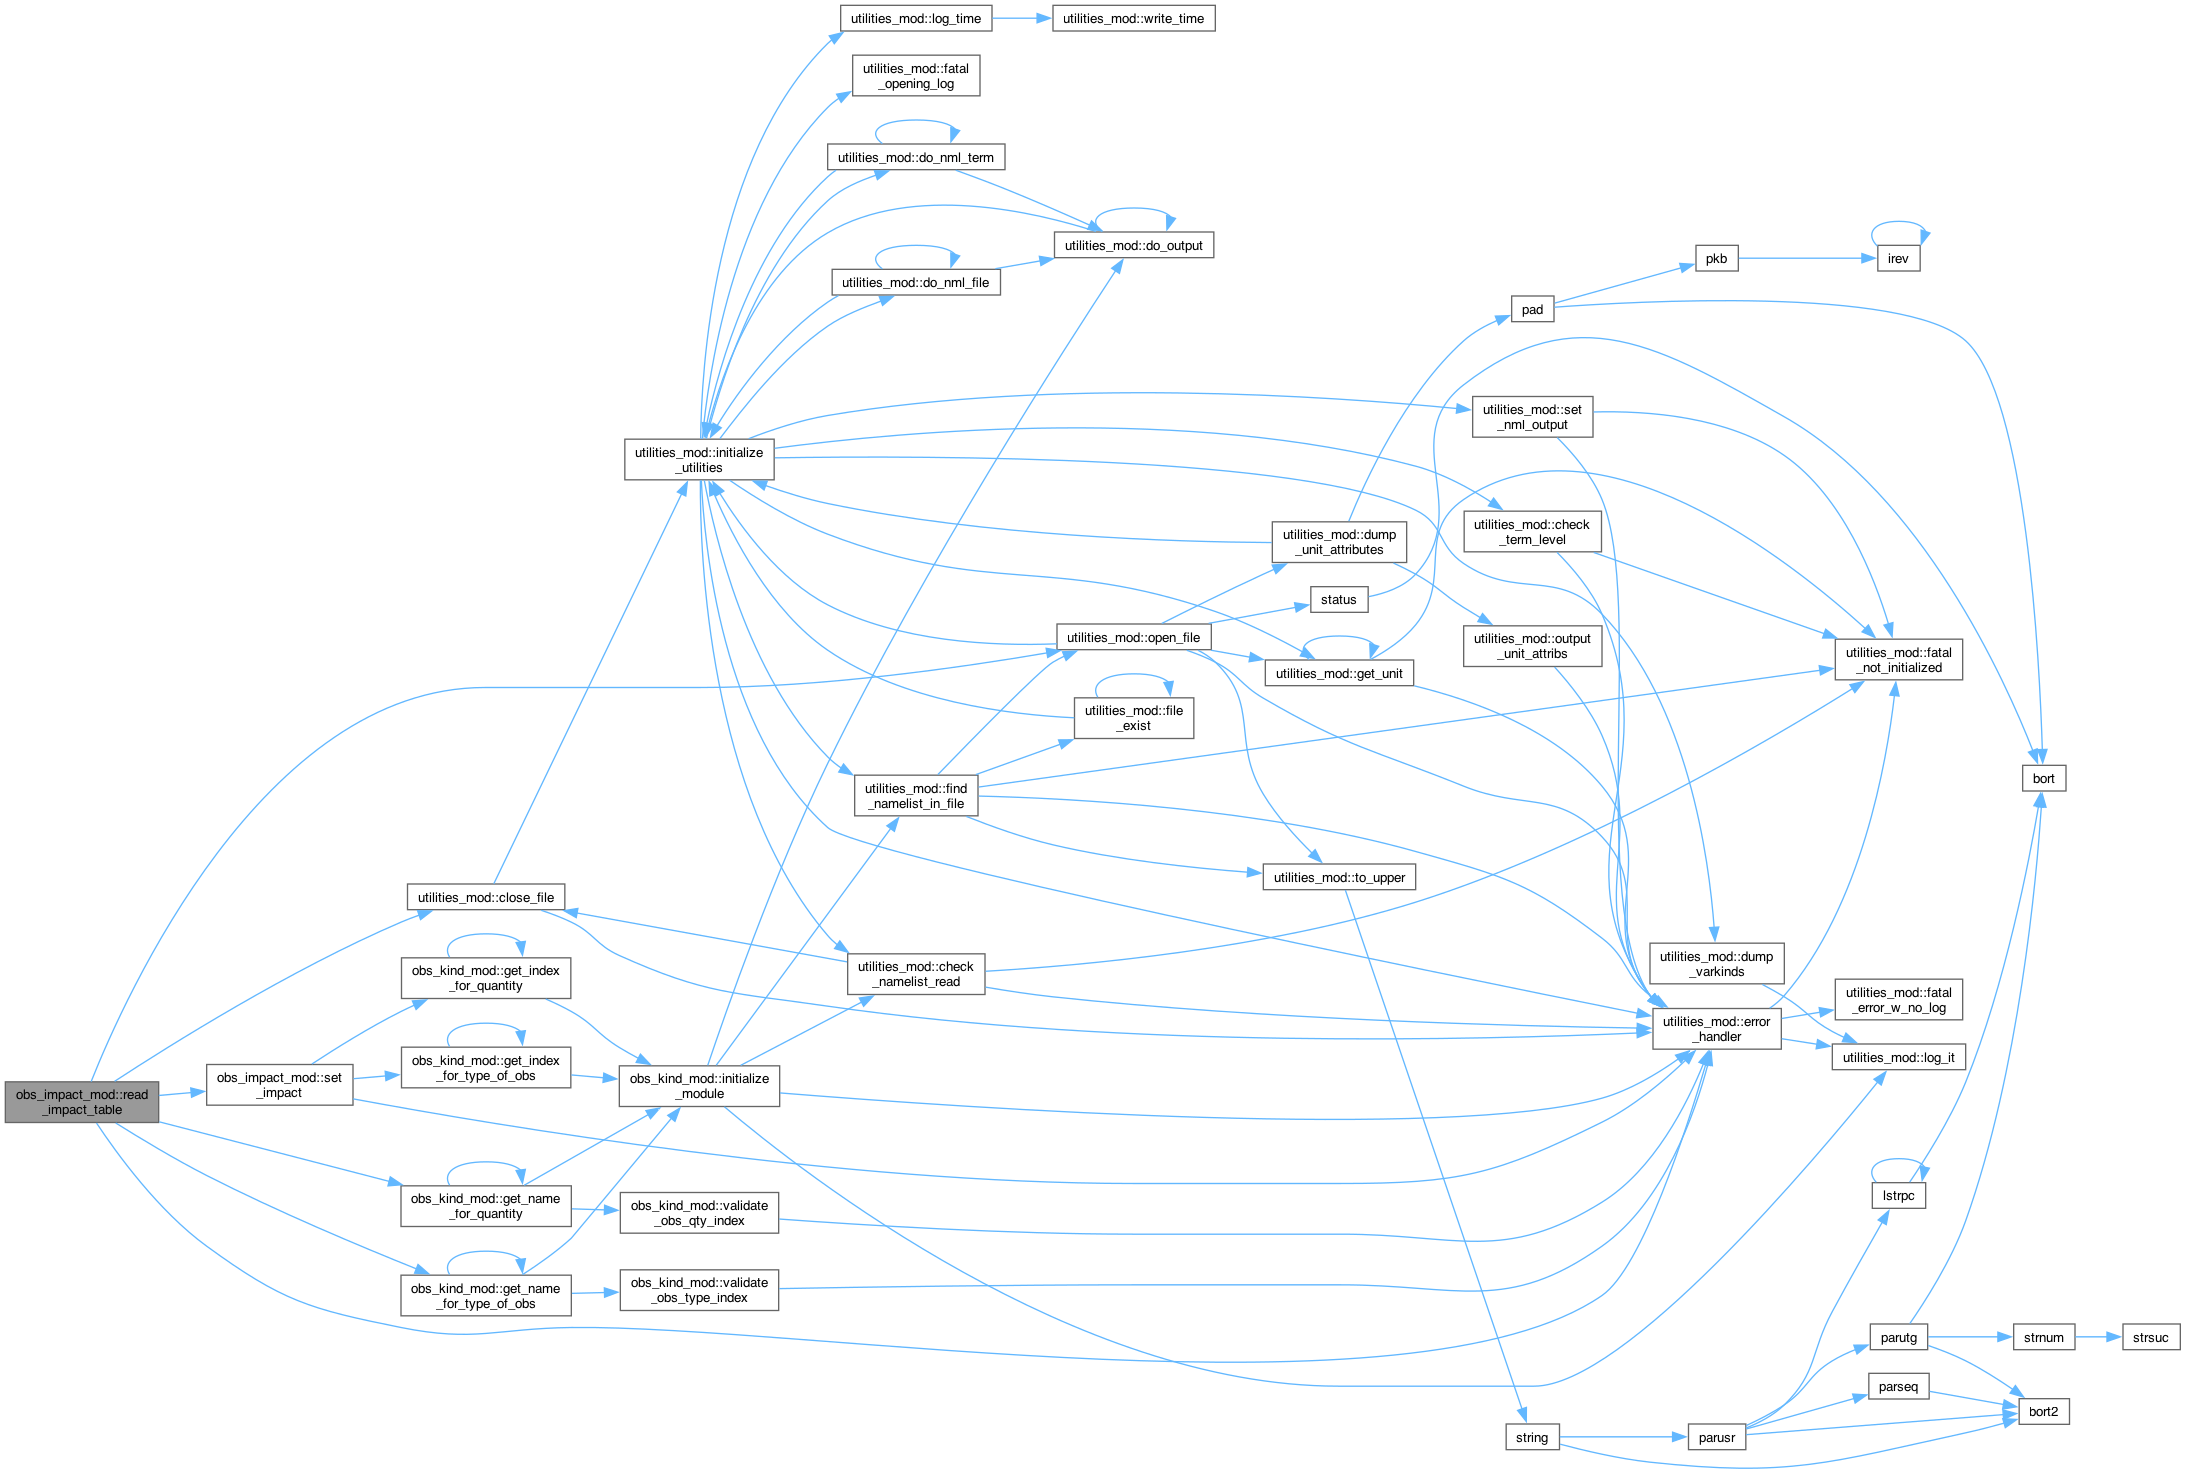 utilities_mod::log_time
utilities_mod::write_time
utilities_mod::fatal
_opening_log
utilities_mod::do_nml_term
utilities_mod::do_output
utilities_mod::do_nml_file
pkb
irev
pad
utilities_mod::set
_nml_output
utilities_mod::initialize
_utilities
utilities_mod::check
_term_level
utilities_mod::dump
_unit_attributes
status
utilities_mod::open_file
utilities_mod::output
_unit_attribs
utilities_mod::fatal
_not_initialized
utilities_mod::get_unit
utilities_mod::file
_exist
bort
utilities_mod::find
_namelist_in_file
utilities_mod::to_upper
utilities_mod::close_file
utilities_mod::check
_namelist_read
utilities_mod::dump
_varkinds
obs_kind_mod::get_index
_for_quantity
utilities_mod::fatal
_error_w_no_log
utilities_mod::error
_handler
utilities_mod::log_it
obs_kind_mod::get_index
_for_type_of_obs
obs_impact_mod::set
_impact
obs_kind_mod::initialize
_module
obs_impact_mod::read
_impact_table
lstrpc
obs_kind_mod::get_name
_for_quantity
obs_kind_mod::validate
_obs_qty_index
obs_kind_mod::get_name
_for_type_of_obs
obs_kind_mod::validate
_obs_type_index
parutg
strnum
strsuc
parseq
bort2
string
parusr